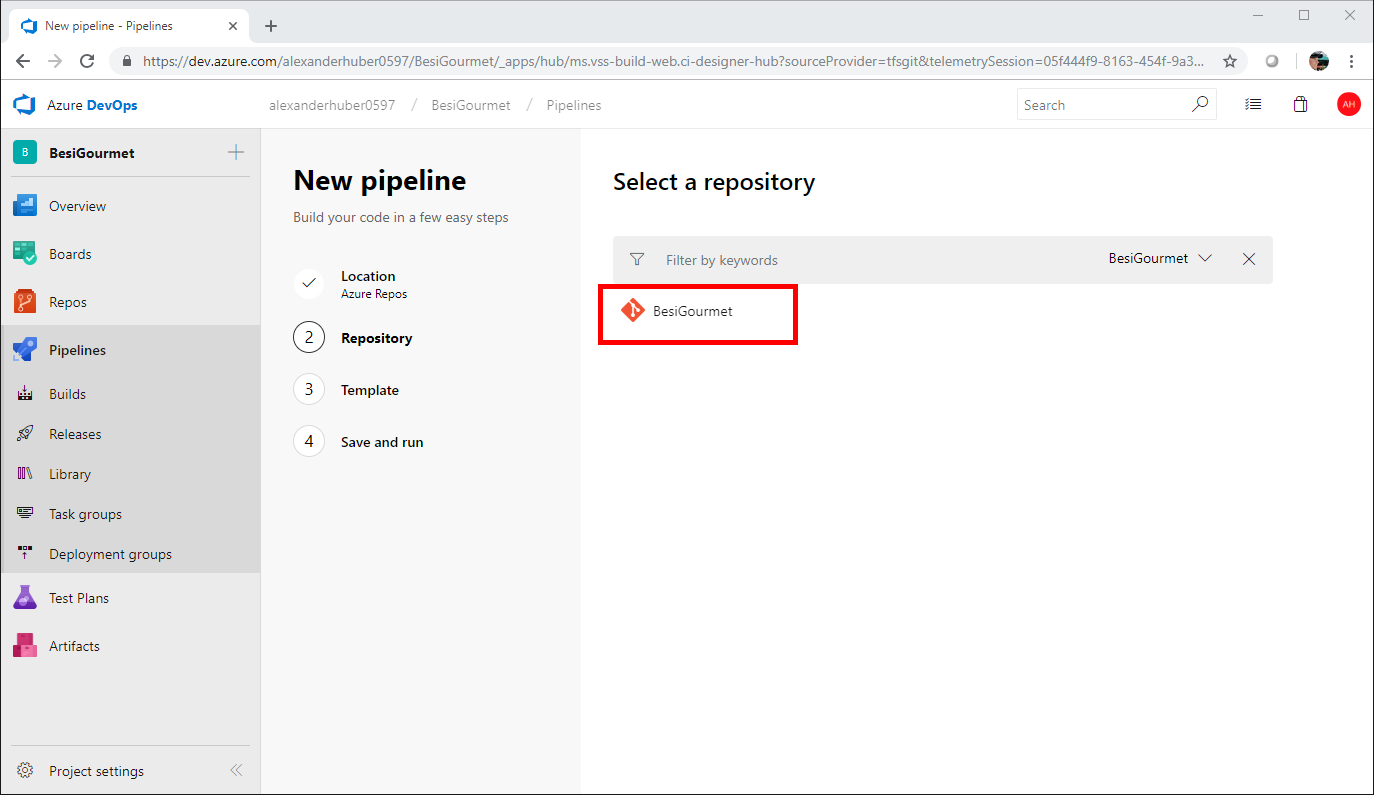 New pipeline - Pipelines
https://dev.azure.com/alexanderhuber0597/BesiGourmet/_apps/hub/ms.vss-build-web.ci-designer-hub?sourceProvider=tfsgit&telemetrySession=05f444f9-8163-454f-9a3...
Azure DevOps
alexanderhuber0597 / BesiGourmet / Pipelines
Search
AH
B BesiGourmet
Overview
Boards
Repos
Pipelines
Builds
Releases
Library
Task groups
Deployment groups
Test Plans
Artifacts
Project settings
New pipeline
Build your code in a few easy steps
Location
Azure Repos
2 Repository
3 Template
4 Save and run
Select a repository
Filter by keywords
BesiGourmet
BesiGourmet